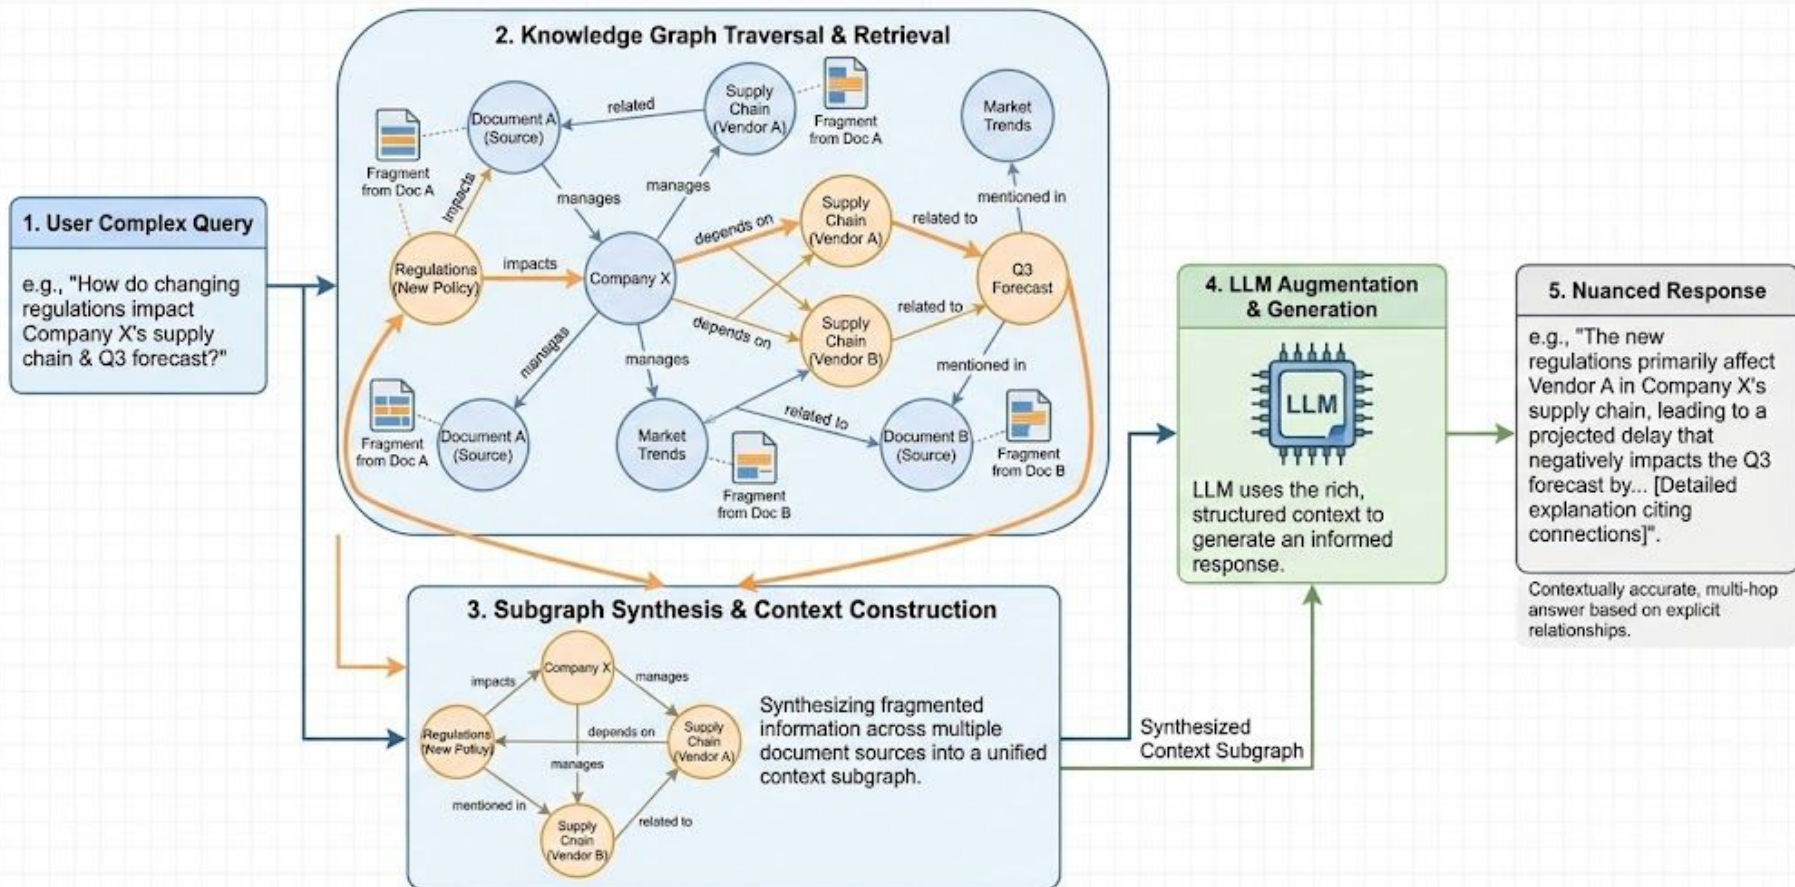 2. Knowledge Graph Traversal & Retrieval
Document A
(Source)
related
Supply
Chain
(Vendor A)
Fragment
from Doc A
Market
Trends
Fragment
from Doc A
Impacts
manages
manages
mentioned in
Supply
Chain
(Vendor A)
depends on
related to
Regulations
(New Policy)
impacts
Company X
Q3
Forecast
depends on
related to
Supply
Chain
(Vendor B)
manages
mentioned in
Fragment
from Doc A
Document A
(Source)
Market
Trends
related to
Document B
(Source)
Fragment
from Doc B
Fragment
from Doc B
1. User Complex Query
e.g., "How do changing
regulations impact
Company X's supply
chain & Q3 forecast?"
3. Subgraph Synthesis & Context Construction
Company X
impacts
manages
Regulations
depends on
Supply
Chain
(Vendor A)
manages
mentioned in
related to
Supply
(Vendor B)
Synthesizing fragmented
information across multiple
document sources into a unified
context subgraph.
Synthesized
Context Subgraph
4. LLM Augmentation
& Generation
LLM
LLM uses the rich,
structured context to
generate an informed
response.
5. Nuanced Response
e.g., "The new
regulations primarily affect
Vendor A in Company X's
supply chain, leading to a
projected delay that
negatively impacts the Q3
forecast by... [Detailed
explanation citing
connections]".
Contextually accurate, multi-hop
answer based on explicit
relationships.